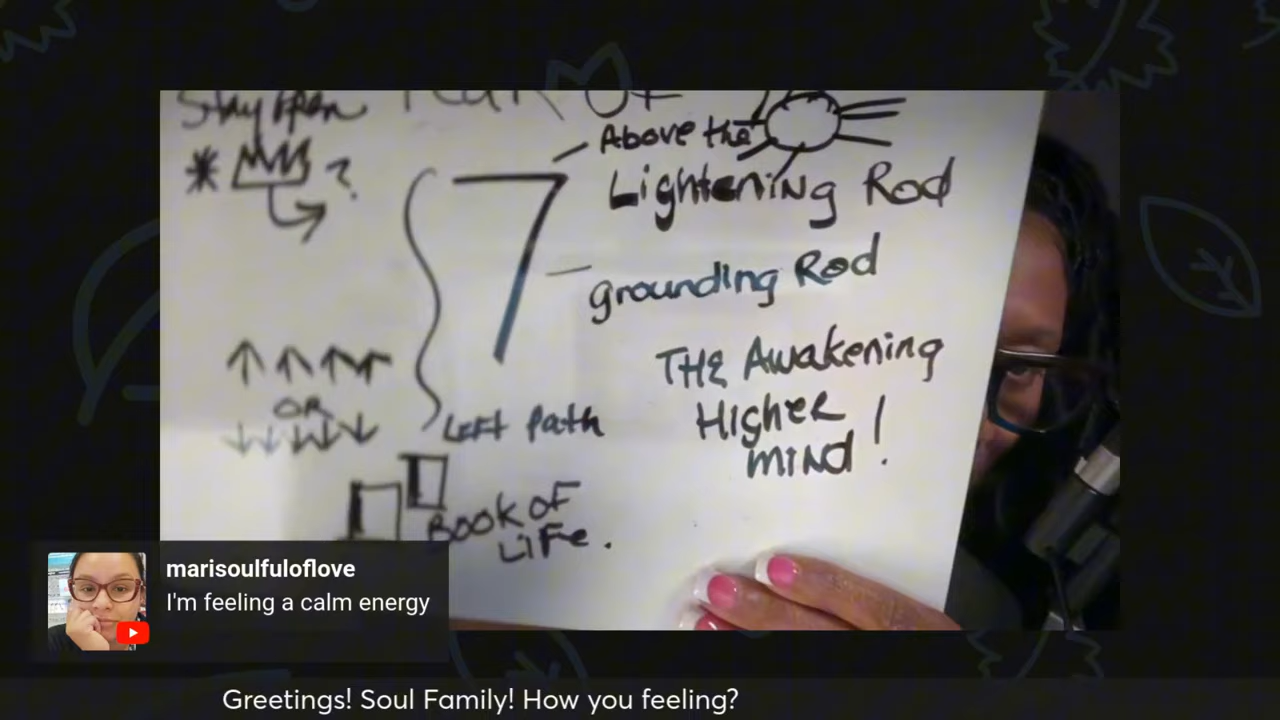 Stay Open
* ?
Above the
Lightening Rod
7
grounding Rod
THE Awakening
HigHER
MIND!
OR
LEFT Path
BOOK OF
LIFE.
marisoulfuloflove
I'm feeling a calm energy
Greetings! Soul Family! How you feeling?